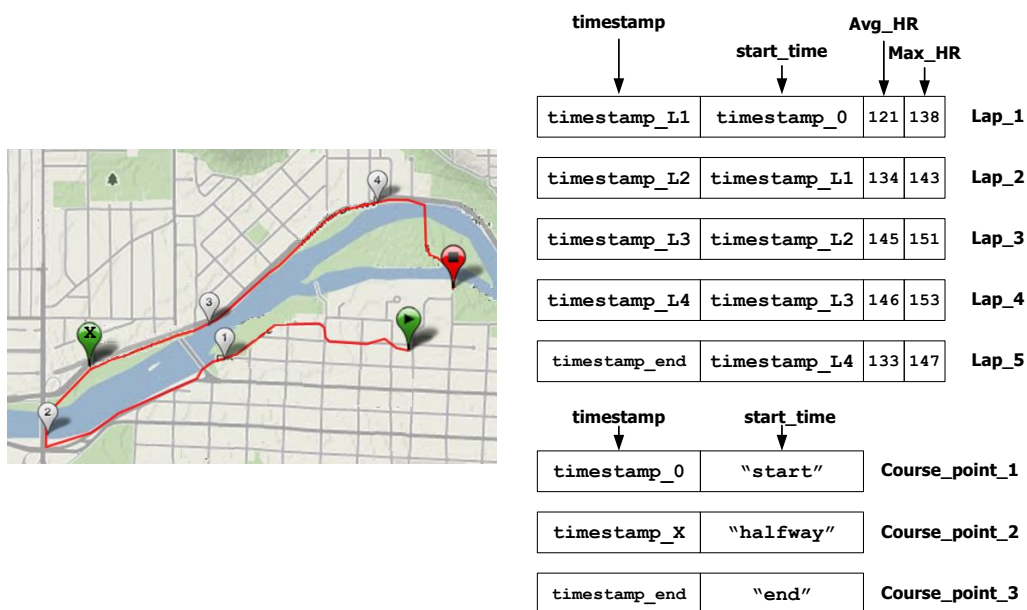 4
3
X
1
2
timestamp
Avg_HR
start_time
Max_HR
timestamp_L1 timestamp_0 121 138 Lap_1
timestamp_L2 timestamp_L1 134 143 Lap_2
timestamp_L3 timestamp_L2 145 151 Lap_3
timestamp_L4 timestamp_L3 146 153 Lap_4
timestamp_end timestamp_L4 133 147 Lap_5
timestamp start_time
timestamp_0 “start” Course_point_1
timestamp_X “halfway” Course_point_2
timestamp_end “end” Course_point_3